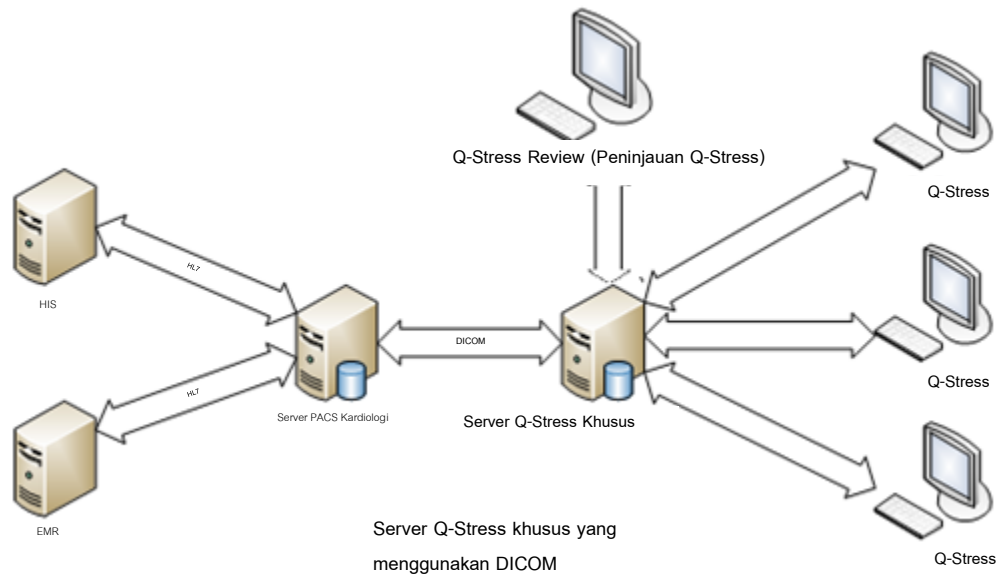 Q-Stress Review (Peninjauan Q-Stress)
Q-Stress
HIS
HL7
DICOM
Server PACS Kardiologi
Server Q-Stress Khusus
Q-Stress
HL7
EMR
Server Q-Stress khusus yang
menggunakan DICOM
Q-Stress